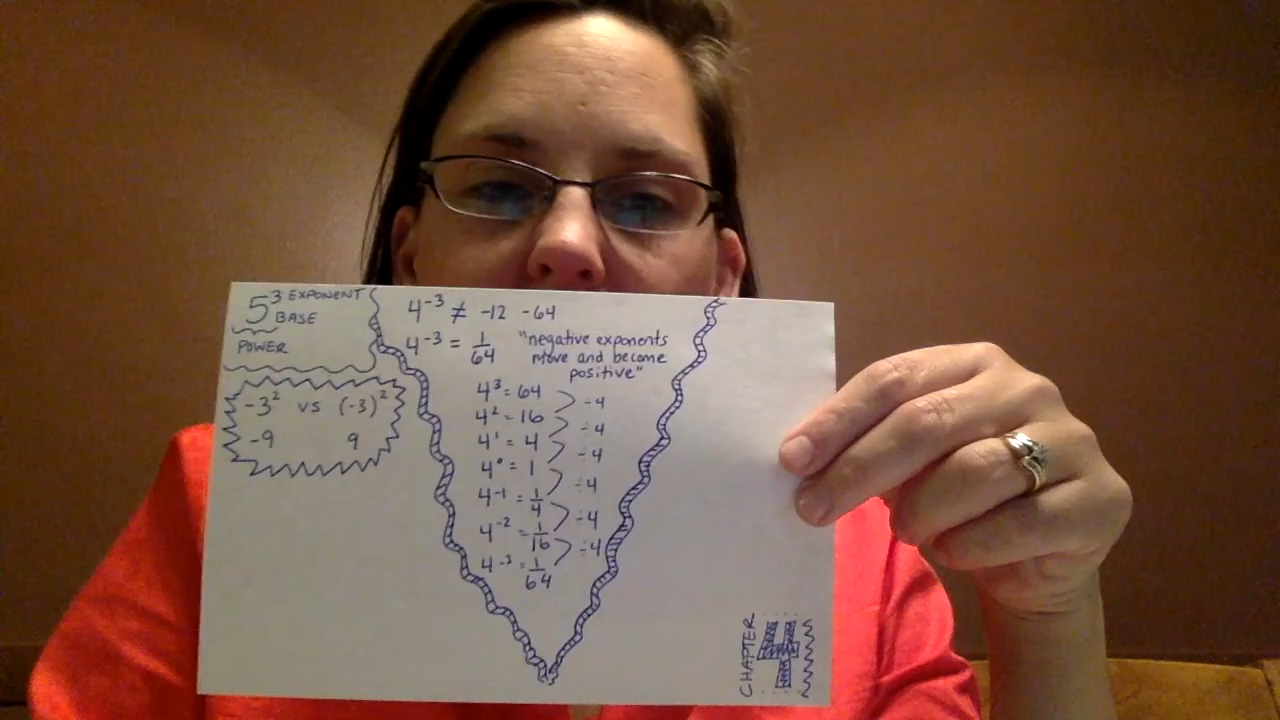 5³ EXPONENT
BASE
POWER
-3² vs (-3)²
-9 9
4⁻³ ≠ -12 -64
4⁻³ = 1/64
"negative exponents
move and become
positive"
4³ = 64
÷4
4² = 16
÷4
4¹ = 4
÷4
4⁰ = 1
÷4
4⁻¹ = 1/4
÷4
4⁻² = 1/16
÷4
4⁻³ = 1/64
CHAPTER
4